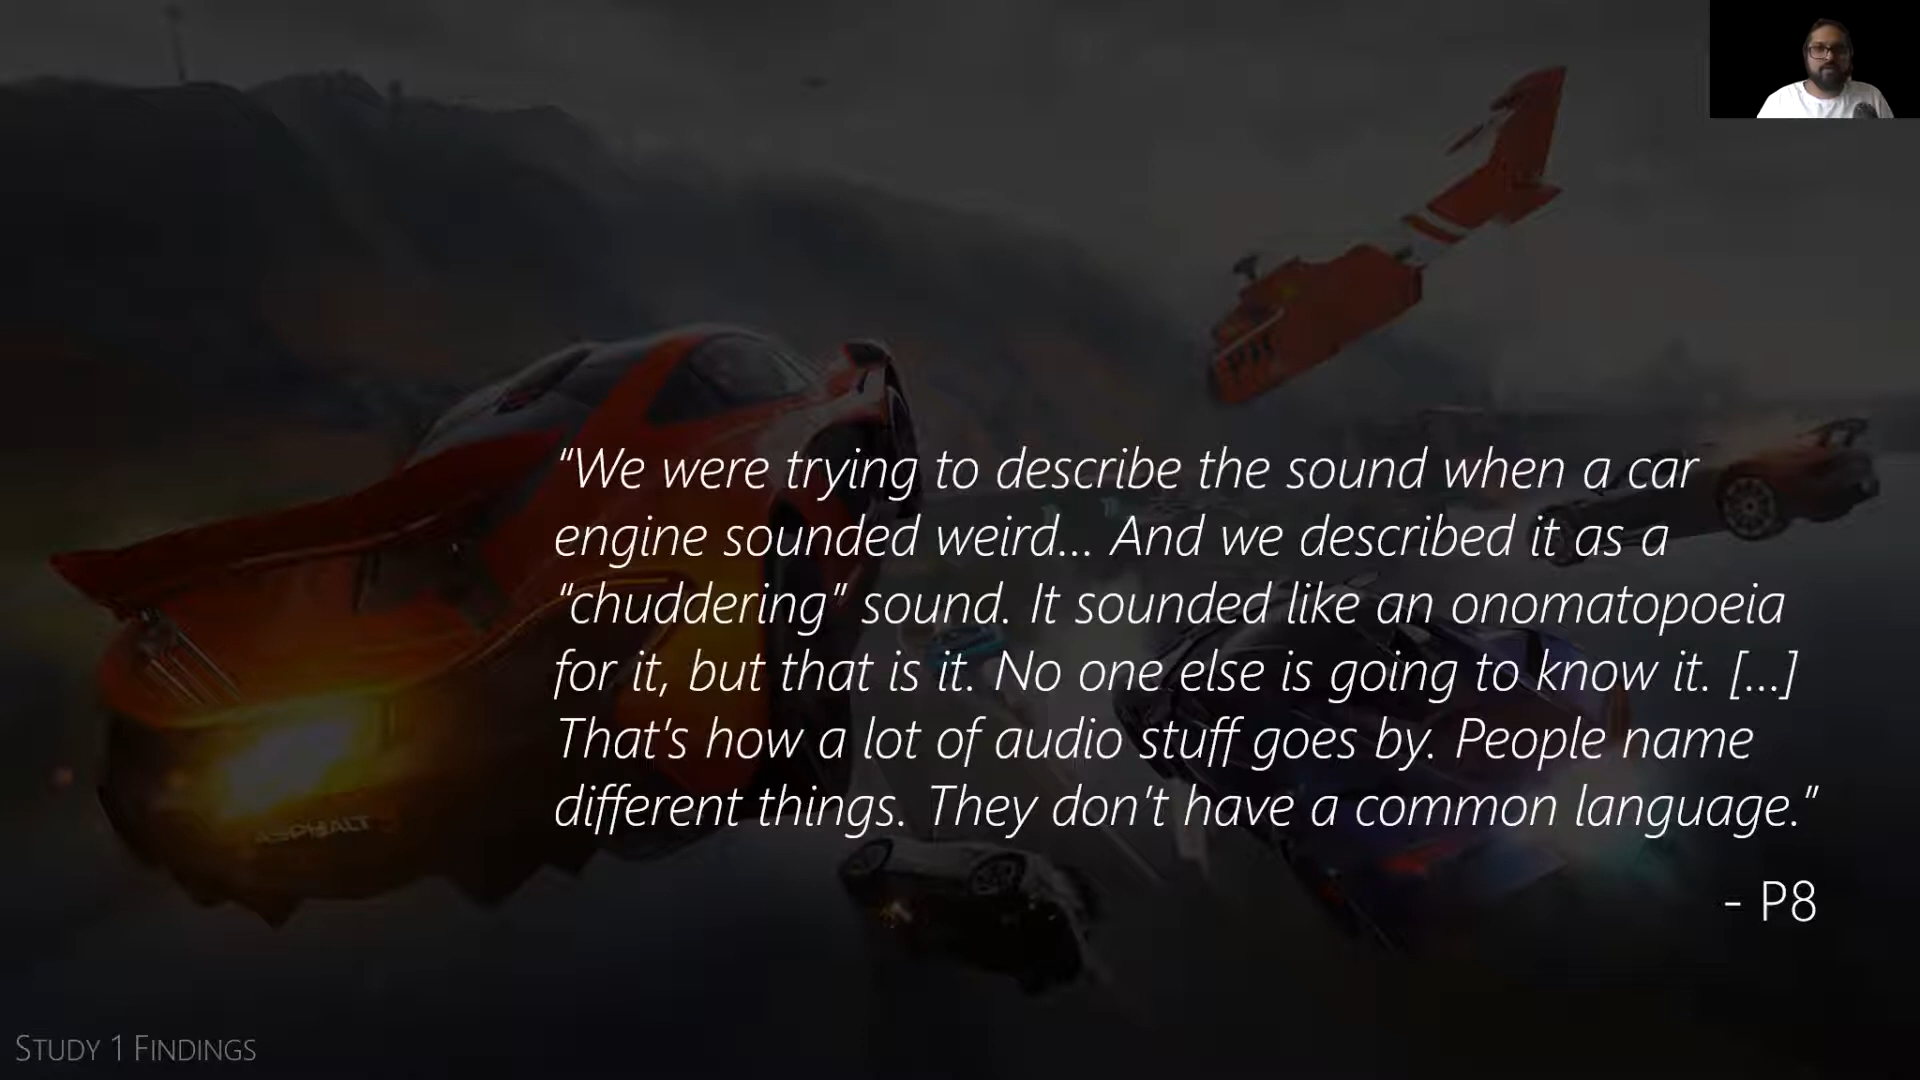 “We were trying to describe the sound when a car
engine sounded weird... And we described it as a
“chuddering” sound. It sounded like an onomatopoeia
for it, but that is it. No one else is going to know it. [...]
That's how a lot of audio stuff goes by. People name
different things. They don't have a common language.”
- P8
ASPHALT
STUDY 1 FINDINGS